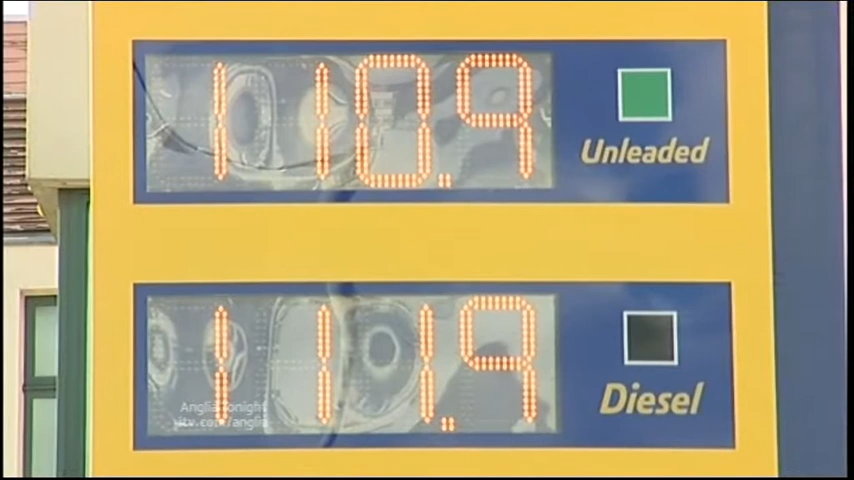 110.9
Unleaded
111.9
Diesel
Anglia Tonight
itv.com/anglia